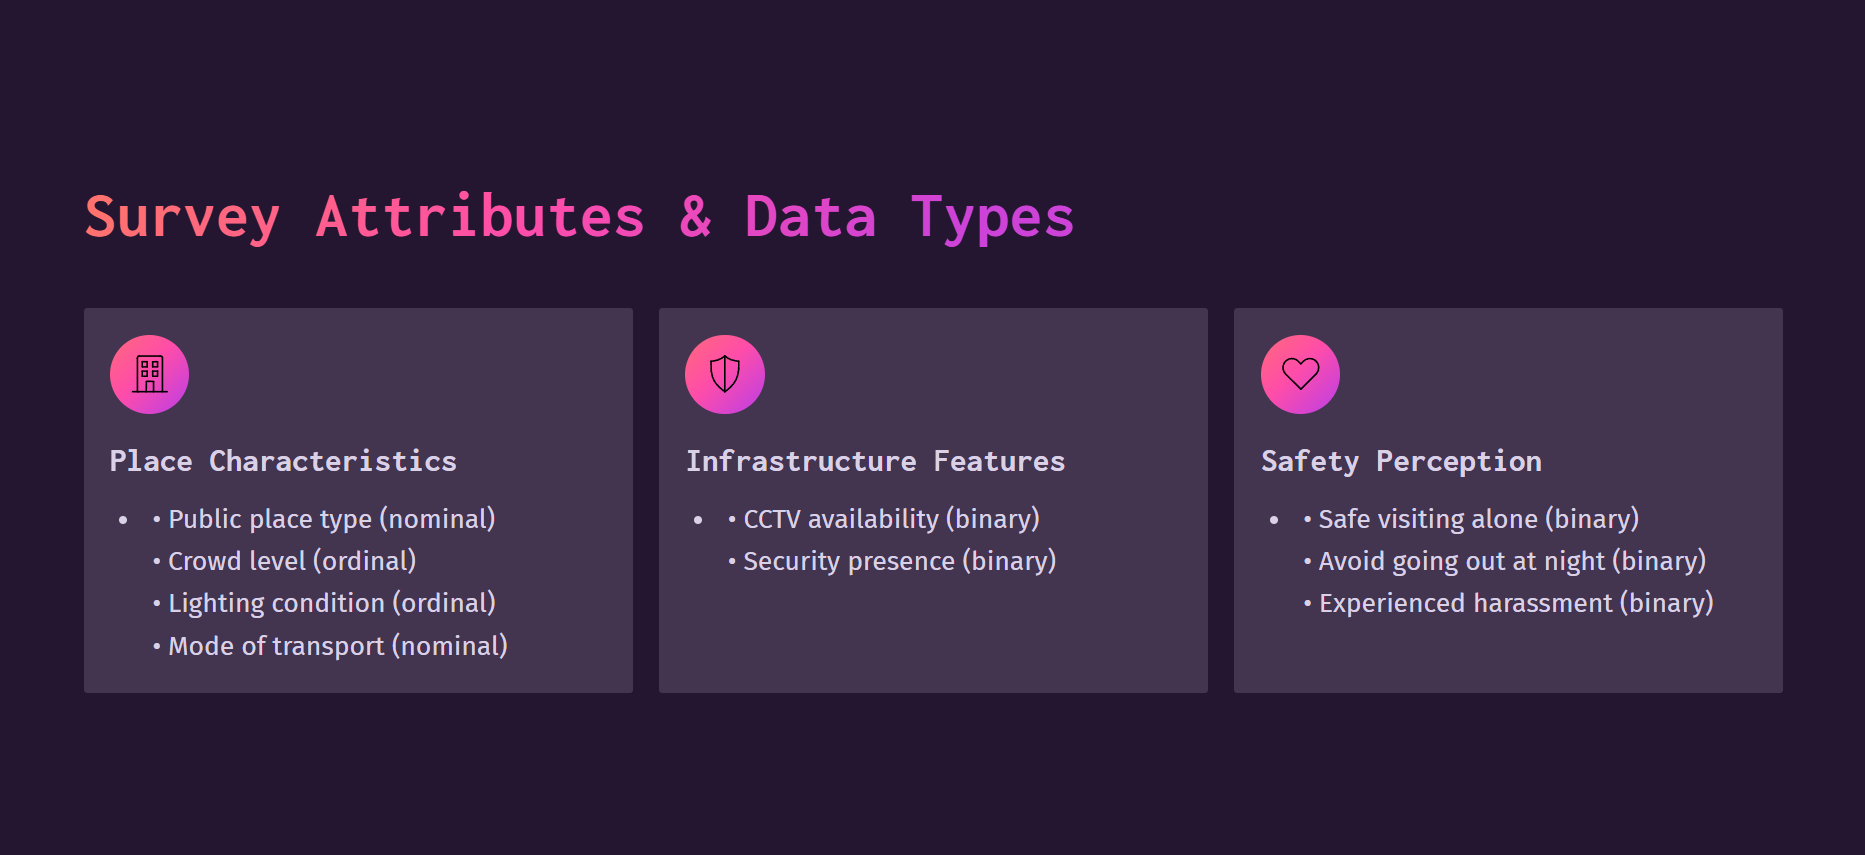 Survey Attributes & Data Types
Place Characteristics
• • Public place type (nominal)
• Crowd level (ordinal)
• Lighting condition (ordinal)
• Mode of transport (nominal)
Infrastructure Features
• • CCTV availability (binary)
• Security presence (binary)
Safety Perception
• • Safe visiting alone (binary)
• Avoid going out at night (binary)
• Experienced harassment (binary)